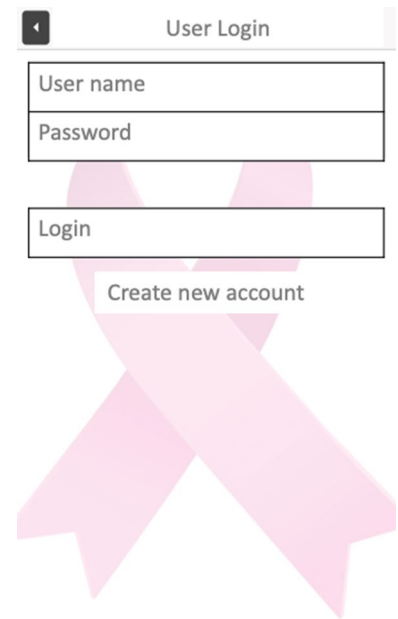 User Login
User name
Password
Login
Create new account